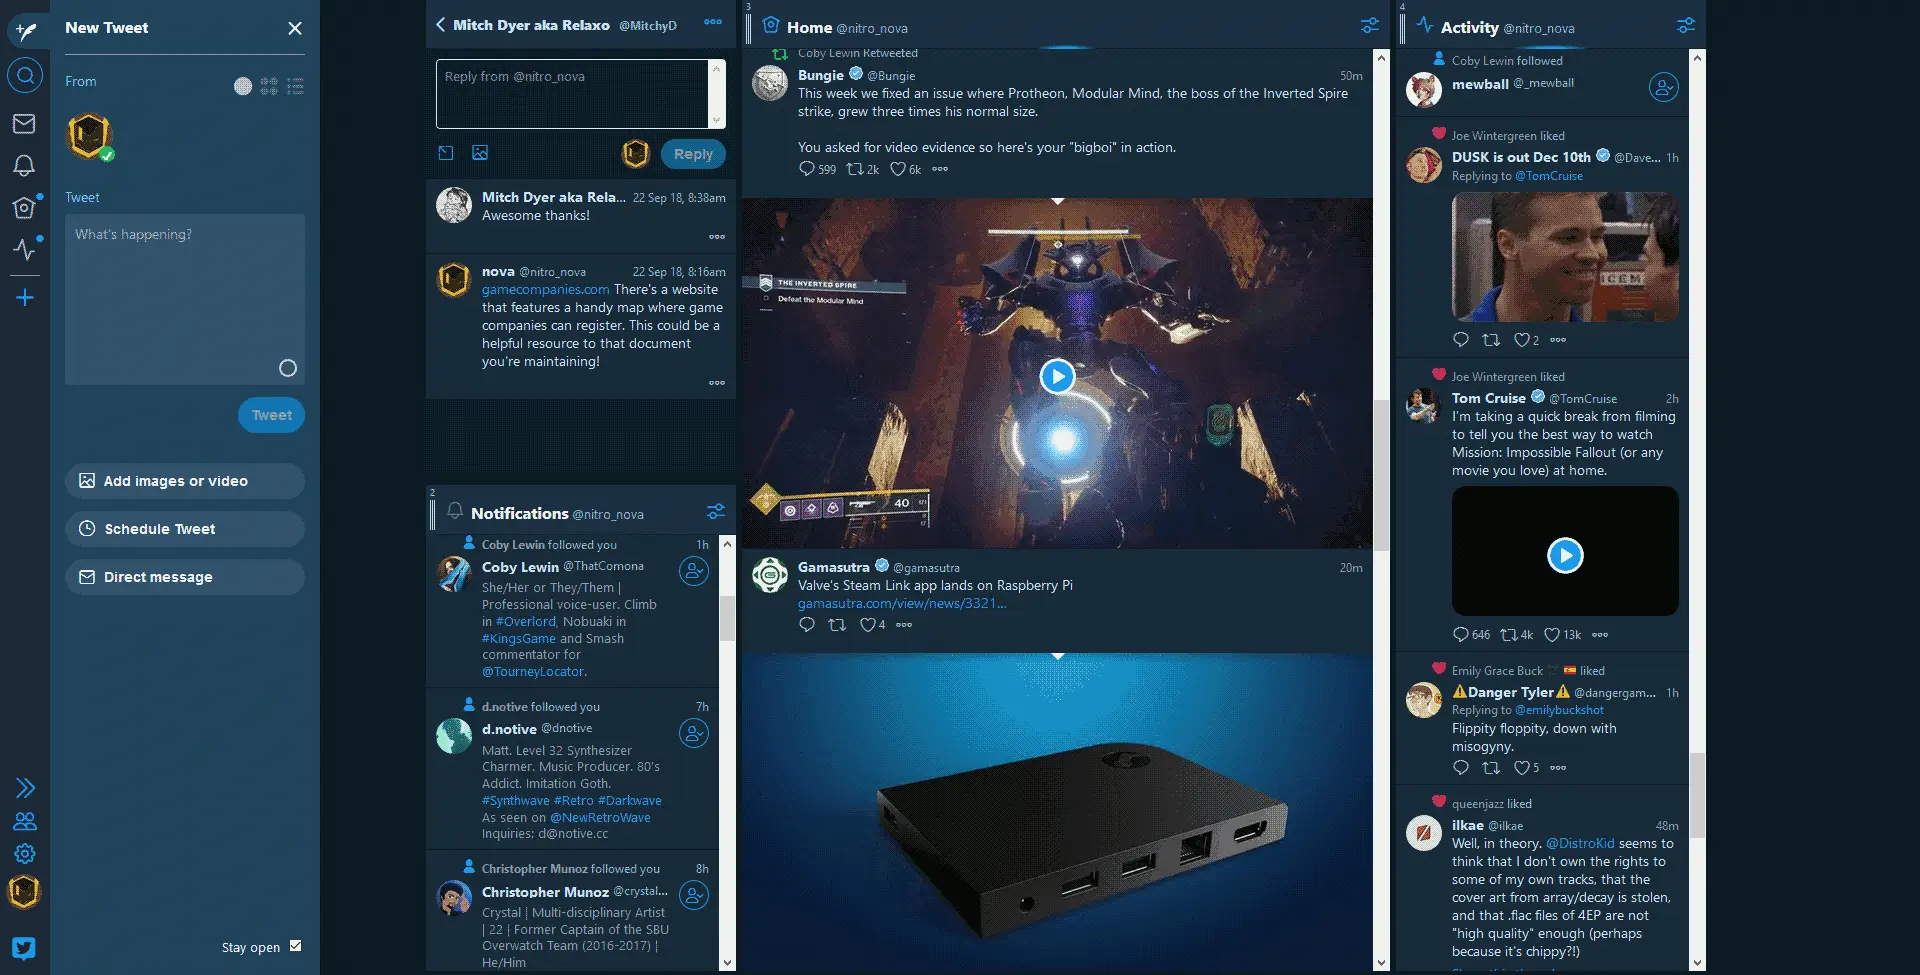 New Tweet
From
Tweet
What's happening?
Tweet
Add images or video
Schedule Tweet
Direct message
Stay open
Mitch Dyer aka Relaxo @MitchyD
Reply from @nitro_nova
Reply
Mitch Dyer aka Rela... 22 Sep 18, 8:38am
Awesome thanks!
nova @nitro_nova 22 Sep 18, 8:16am
gamecompanies.com There's a website
that features a handy map where game
companies can register. This could be a
helpful resource to that document
you're maintaining!
2
Notifications @nitro_nova
Coby Lewin followed you 1h
Coby Lewin @ThatComona
She/Her or They/Them |
Professional voice-user. Climb
in #Overlord, Nobuaki in
#KingsGame and Smash
commentator for
@TourneyLocator.
d.notive followed you 7h
d.notive @dnotive
Matt. Level 32 Synthesizer
Charmer. Music Producer. 80's
Addict. Imitation Goth.
#Synthwave #Retro #Darkwave
As seen on @NewRetroWave
Inquiries: d@notive.cc
Christopher Munoz followed you 8h
Christopher Munoz @crystal...
Crystal | Multi-disciplinary Artist
| 22 | Former Captain of the SBU
Overwatch Team (2016-2017) |
He/Him
3
Home @nitro_nova
Coby Lewin Retweeted
Bungie @Bungie 50m
This week we fixed an issue where Protheon, Modular Mind, the boss of the Inverted Spire
strike, grew three times his normal size.
You asked for video evidence so here's your "bigboi" in action.
599 2k 6k
THE INVERTED SPIRE
Defeat the Modular Mind
40
Gamasutra @gamasutra 20m
Valve's Steam Link app lands on Raspberry Pi
gamasutra.com/view/news/3321...
4
4
Activity @nitro_nova
Coby Lewin followed
mewball @_mewball
Joe Wintergreen liked
DUSK is out Dec 10th @Dave... 1h
Replying to @TomCruise
2
Joe Wintergreen liked
Tom Cruise @TomCruise 2h
I'm taking a quick break from filming
to tell you the best way to watch
Mission: Impossible Fallout (or any
movie you love) at home.
646 4k 13k
Emily Grace Buck liked
Danger Tyler @dangergam... 1h
Replying to @emilybuckshot
Flippity floppity, down with
misogyny.
5
queenjazz liked
ilkae @ilkae 48m
Well, in theory. @DistroKid seems to
think that I don't own the rights to
some of my own tracks, that the
cover art from array/decay is stolen,
and that .flac files of 4EP are not
"high quality" enough (perhaps
because it's chippy?!)